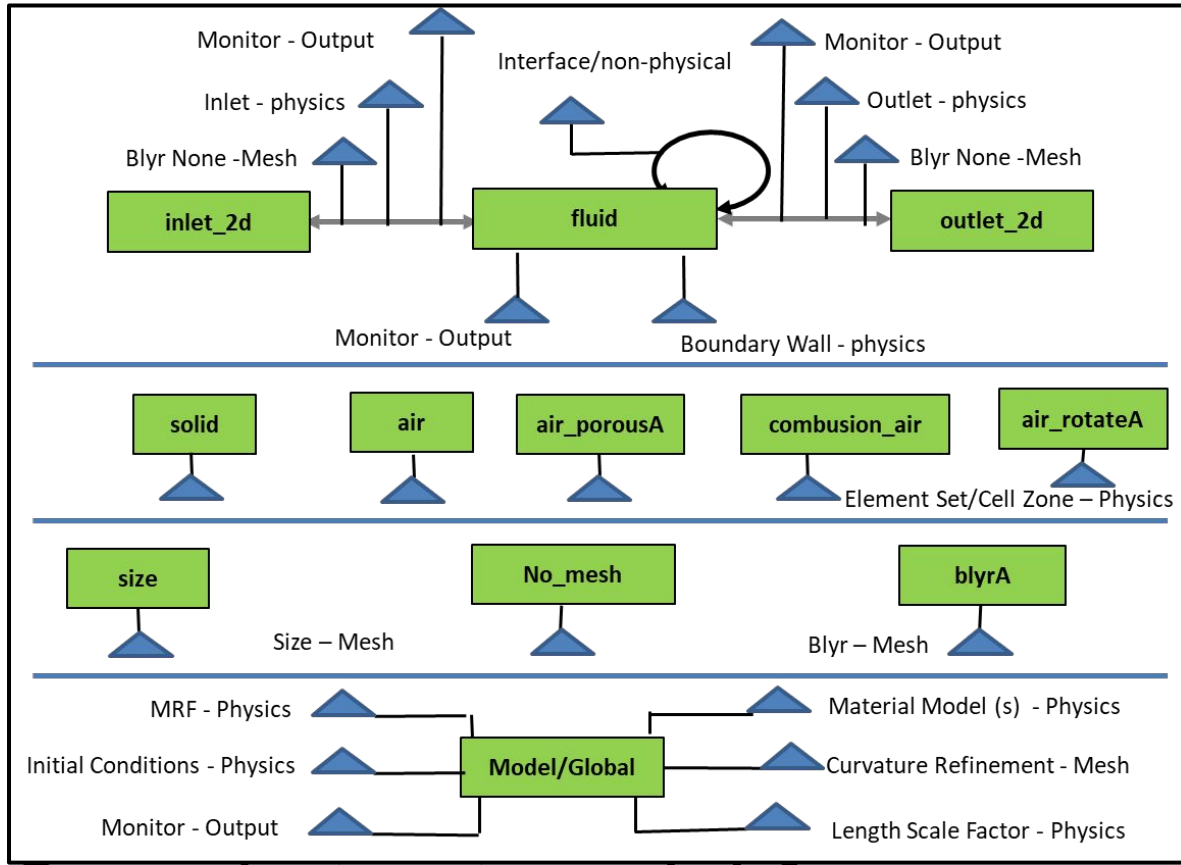 Monitor - Output
Monitor - Output
Interface/non-physical
Inlet - physics
Outlet - physics
Blyr None -Mesh
Blyr None -Mesh
inlet_2d
fluid
outlet_2d
Monitor - Output
Boundary Wall - physics
solid
air
air_porousA
combusion_air
air_rotateA
Element Set/Cell Zone – Physics
size
No_mesh
blyrA
Size – Mesh
Blyr – Mesh
MRF - Physics
Material Model (s) - Physics
Initial Conditions - Physics
Model/Global
Curvature Refinement - Mesh
Monitor - Output
Length Scale Factor - Physics